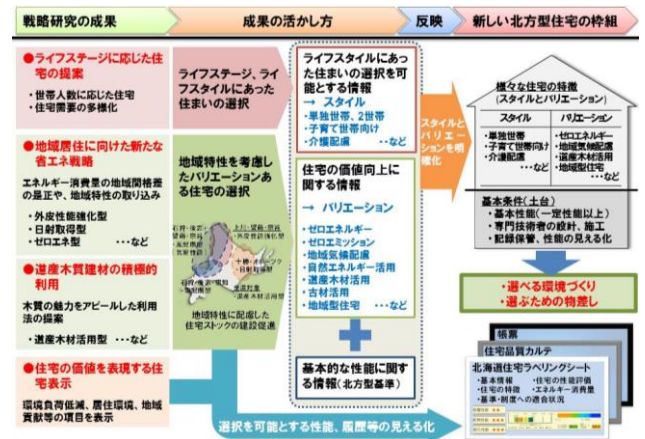 戦略研究の成果
成果の活かし方
反映
新しい北方型住宅の枠組
●ライフステージに応じた住
宅の提案
・世帯人数に応じた住宅
・住宅需要の多様化
●地域居住に向けた新たな
省エネ戦略
エネルギー消費量の地域間格差
の是正や、地域特性の取り込み
・外皮性能強化型
・日射取得型
・ゼロエネ型 ‥‥など
●道産木質建材の積極的
利用
木質の魅力をアピールした利用
法の提案
・道産木材活用型 ‥‥など
●住宅の価値を表現する住
宅表示
環境負荷低減、居住環境、地域
貢献等の項目を表示
ライフステージ、ライ
フスタイルにあった
住まいの選択
地域特性を考慮し
たバリエーションあ
る住宅の選択
地域特性に配慮した
住宅ストックの建設促進
ライフスタイルにあっ
た住まいの選択を可
能とする情報
→ スタイル
・単独世帯、2世帯
・子育て世帯向け
・介護配慮 ‥など
住宅の価値向上に
関する情報
→ バリエーション
・ゼロエネルギー
・ゼロエミッション
・地域気候配慮
・自然エネルギー活用
・道産木材活用
・古材活用
・地域型住宅 ‥など
基本的な性能に関す
る情報(北方型基準)
スタイルと
バリエー
ションを明
確化
様々な住宅の特徴
(スタイルとバリエーション)
スタイル
バリエーション
・単独世帯
・子育て世帯向け
・介護配慮
‥‥など
・ゼロエネルギー
・地域気候配慮
・道産木材活用
・地域型住宅
‥‥など
基本条件(土台)
・基本性能(一定性能以上)
・専門技術者の設計、施工
・記録保管、性能の見える化
・選べる環境づくり
・選ぶための物差し
帳票
住宅品質カルテ
北海道住宅ラベリングシート
・基本情報 ・住宅の性能評価
・住宅の特徴 ・エネルギー消費量
・基準・制度への適合状況
選択を可能とする性能、履歴等の見える化